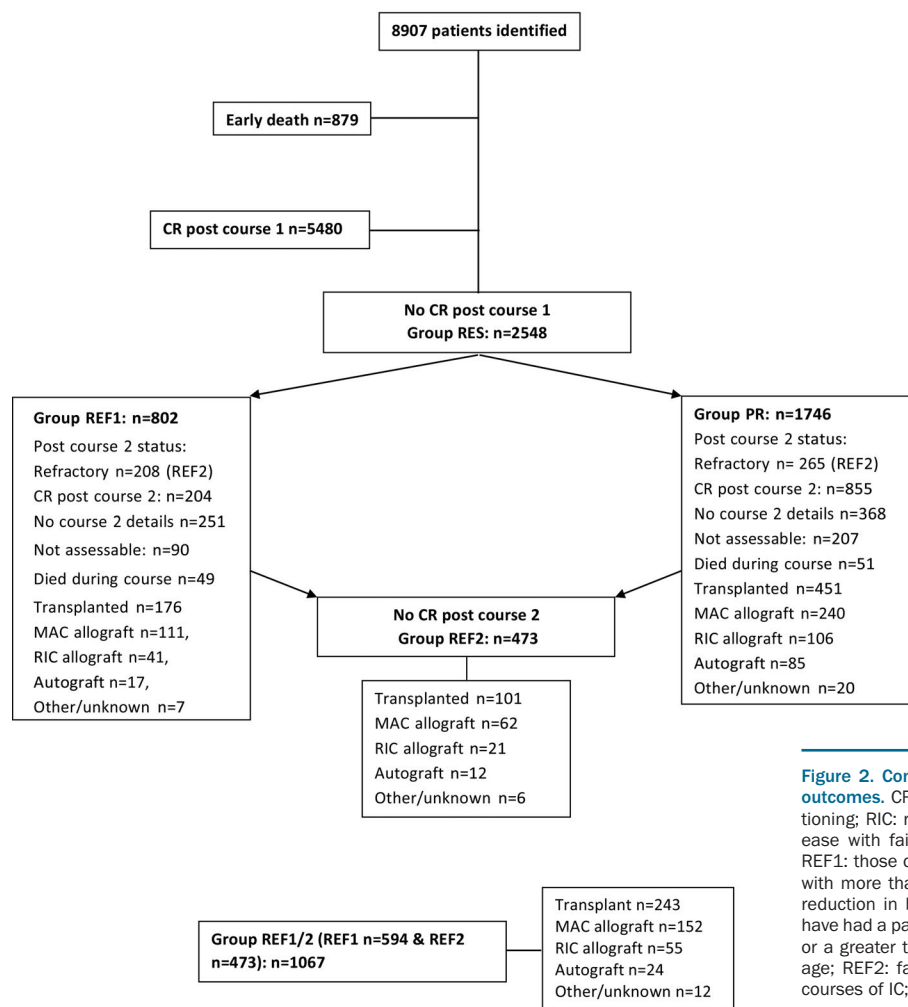 8907 patients identified
Early death n=879
CR post course 1 n=5480
No CR post course 1
Group RES: n=2548
Group REF1: n=802
Post course 2 status:
Refractory n=208 (REF2)
CR post course 2: n=204
No course 2 details n=251
Not assessable: n=90
Died during course n=49
Transplanted n=176
MAC allograft n=111,
RIC allograft n=41,
Autograft n=17,
Other/unknown n=7
Group PR: n=1746
Post course 2 status:
Refractory n= 265 (REF2)
CR post course 2: n=855
No course 2 details n=368
Not assessable: n=207
Died during course n=51
Transplanted n=451
MAC allograft n=240
RIC allograft n=106
Autograft n=85
Other/unknown n=20
No CR post course 2
Group REF2: n=473
Transplanted n=101
MAC allograft n=62
RIC allograft n=21
Autograft n=12
Other/unknown n=6
Group REF1/2 (REF1 n=594 & REF2
n=473): n=1067
Transplant n=243
MAC allograft n=152
RIC allograft n=55
Autograft n=24
Other/unknown n=12
Figure 2.
outcomes.
tioning; RIC:
ease with
REF1: those
with more
reduction in
have had a
or a greater
age; REF2:
courses of IC;